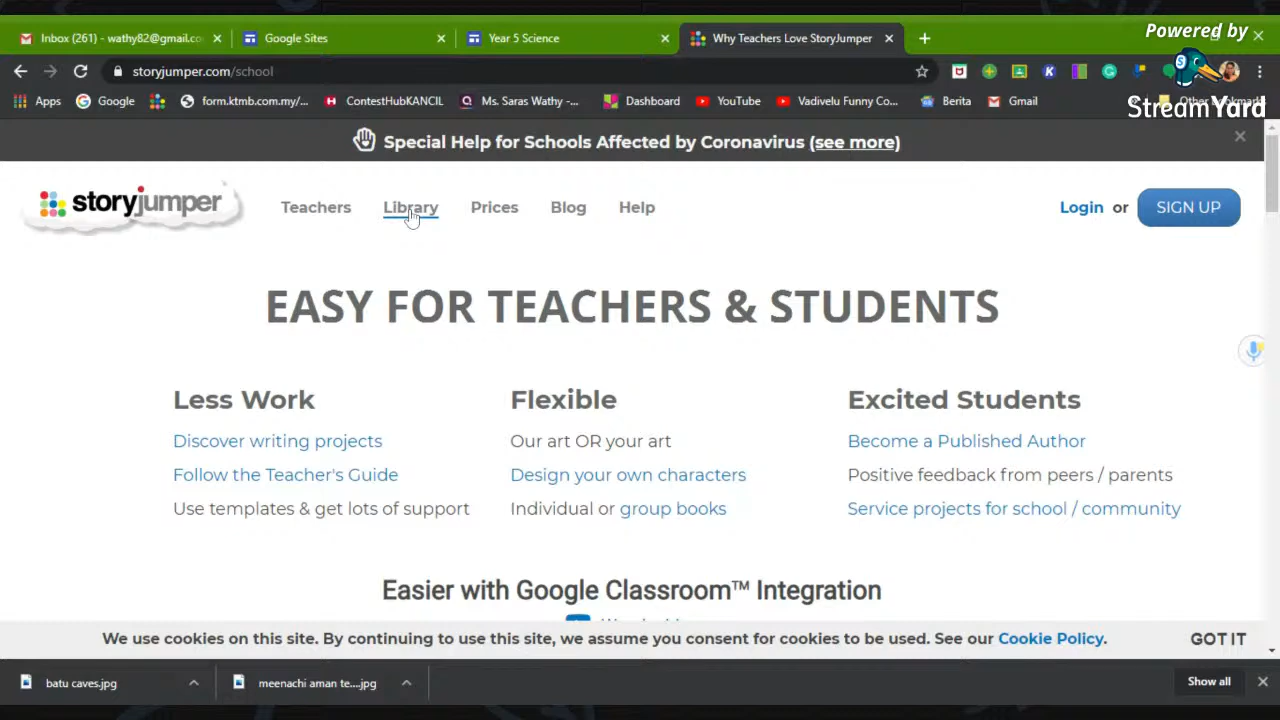 Inbox (261) - wathy82@gmail.co
Google Sites
Year 5 Science
Why Teachers Love StoryJumper
Powered by
StreamYard
storyjumper.com/school
Apps
Google
form.ktmb.com.my/...
ContestHubKANCIL
Ms. Saras Wathy -...
Dashboard
YouTube
Vadivelu Funny Co...
Berita
Gmail
Special Help for Schools Affected by Coronavirus (see more)
storyjumper
Teachers
Library
Prices
Blog
Help
Login or SIGN UP
EASY FOR TEACHERS & STUDENTS
Less Work
Discover writing projects
Follow the Teacher's Guide
Use templates & get lots of support
Flexible
Our art OR your art
Design your own characters
Individual or group books
Excited Students
Become a Published Author
Positive feedback from peers / parents
Service projects for school / community
Easier with Google Classroom™ Integration
We use cookies on this site. By continuing to use this site, we assume you consent for cookies to be used. See our Cookie Policy.
GOT IT
batu caves.jpg
meenachi aman te....jpg
Show all